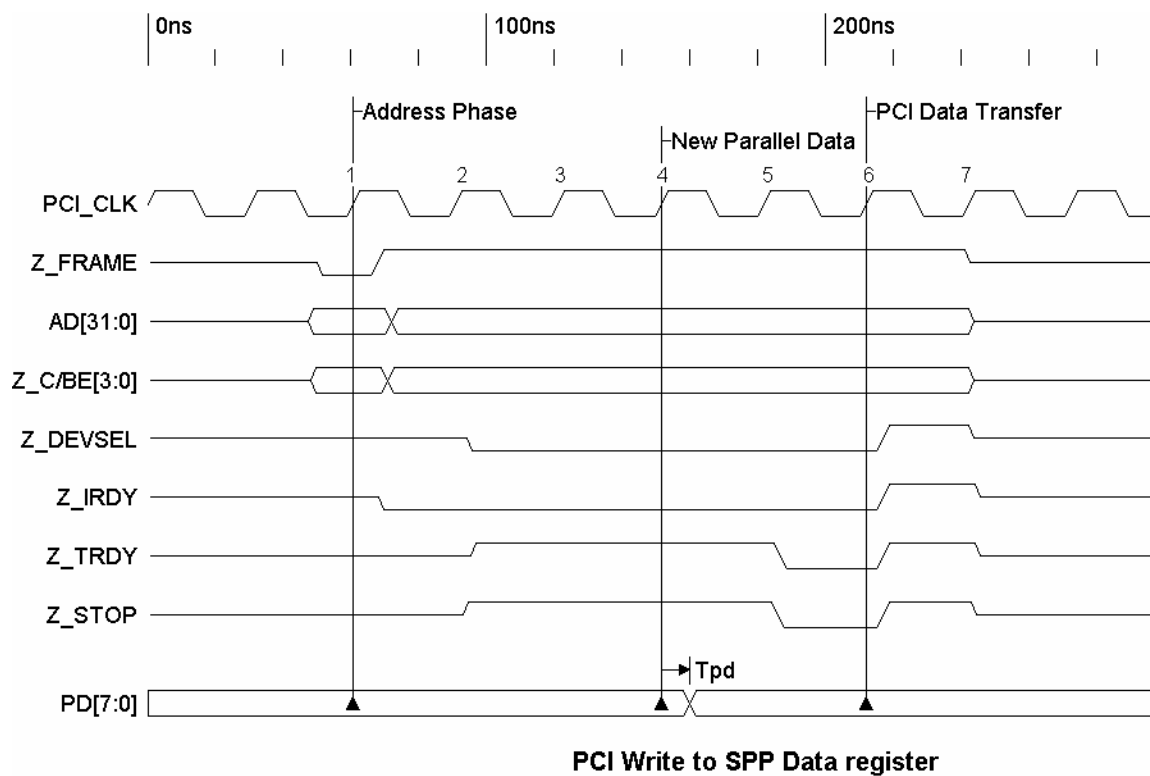 0ns 100ns 200ns
Address Phase PCI Data Transfer
New Parallel Data
1 2 3 4 5 6 7
PCI_CLK
Z_FRAME
AD[31:0]
Z_C/BE[3:0]
Z_DEVSEL
Z_IRDY
Z_TRDY
Z_STOP
Tpd
PD[7:0]
PCI Write to SPP Data register